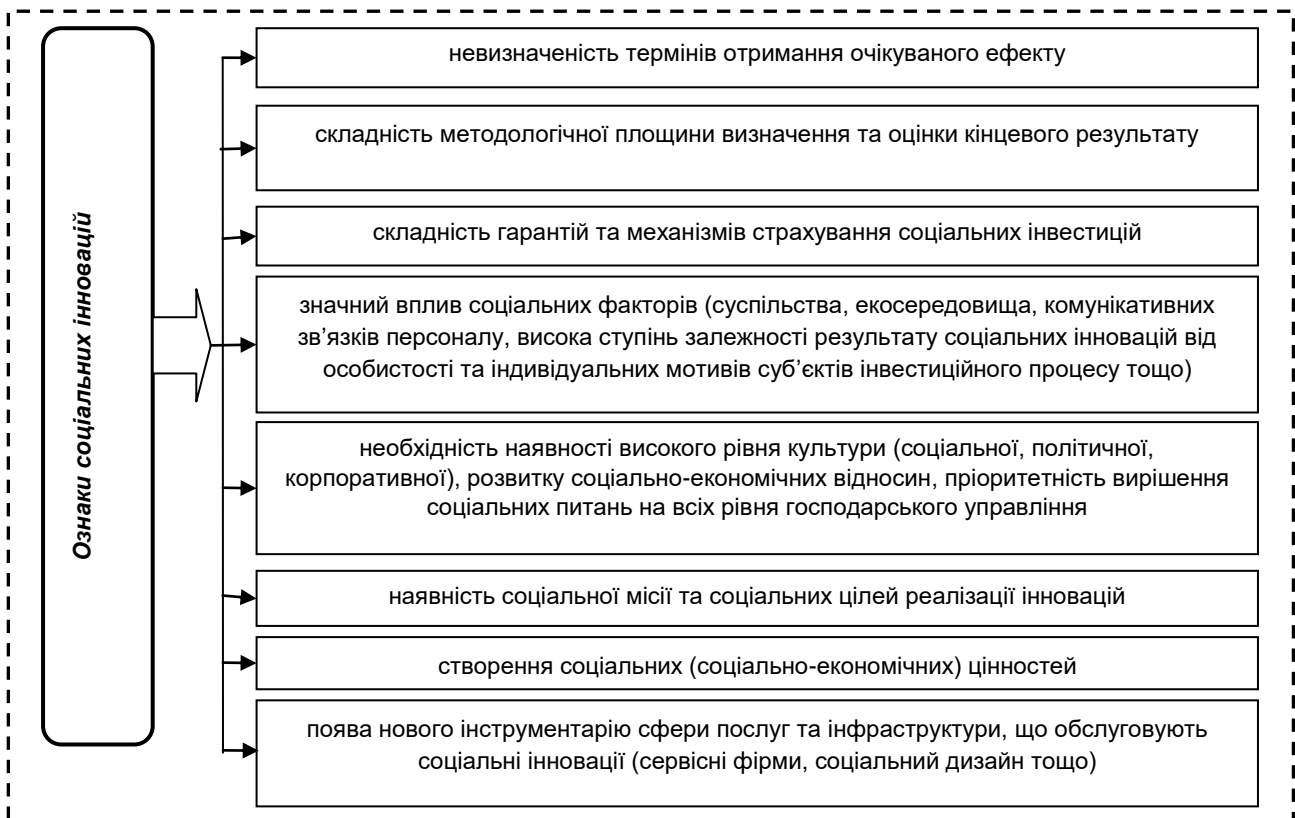 Ознаки соціальних інновацій
невизначеність термінів отримання очікуваного ефекту
складність методологічної площини визначення та оцінки кінцевого результату
складність гарантій та механізмів страхування соціальних інвестицій
значний вплив соціальних факторів (суспільства, екосередовища, комунікативних
зв'язків персоналу, висока ступінь залежності результату соціальних інновацій від
особистості та індивідуальних мотивів суб’єктів інвестиційного процесу тощо)
необхідність наявності високого рівня культури (соціальної, політичної,
корпоративної), розвитку соціально-економічних відносин, пріоритетність вирішення
соціальних питань на всіх рівня господарського управління
наявність соціальної місії та соціальних цілей реалізації інновацій
створення соціальних (соціально-економічних) цінностей
поява нового інструментарію сфери послуг та інфраструктури, що обслуговують
соціальні інновації (сервісні фірми, соціальний дизайн тощо)